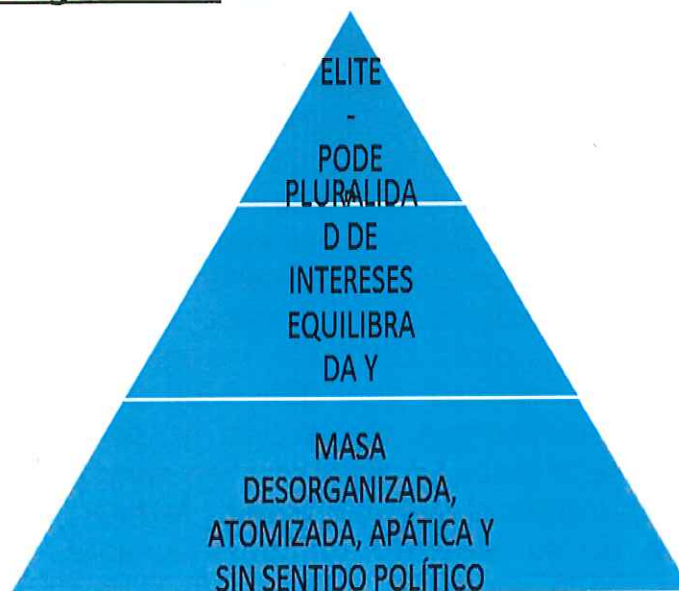 ELITE
-
PODE
R
PLURALIDA
D DE
INTERESES
EQUILIBRA
DA Y
MASA
DESORGANIZADA,
ATOMIZADA, APÁTICA Y
SIN SENTIDO POLÍTICO